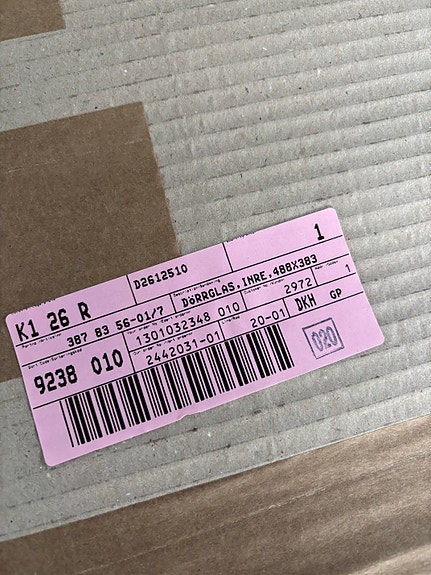 K1 26 R
D2612510
1
387 83 56-01/7
DÖRRGLAS,INRE,488X383
9238 010
1301032348 010
2972
1
2442031-01
20-01
DKH
GP
020